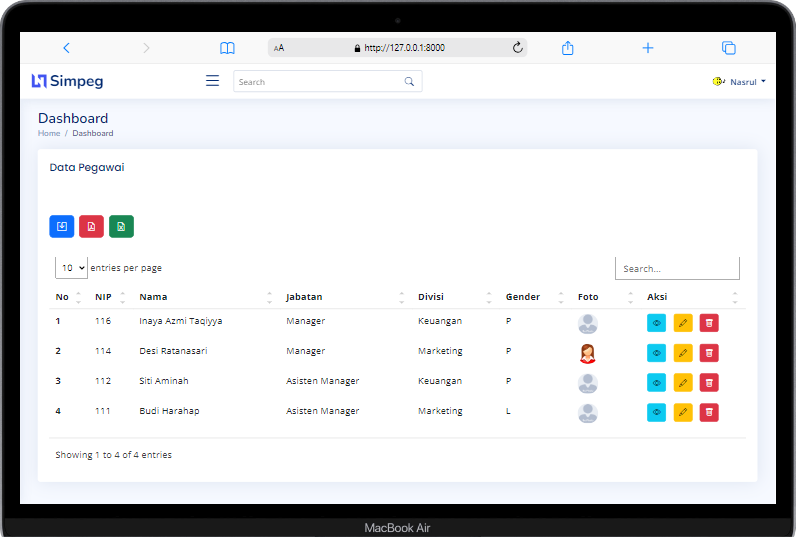 AA http://127.0.0.1:8000
Simpeg Search Nasrul
Dashboard
Home / Dashboard
Data Pegawai
10 entries per page Search...
No NIP Nama Jabatan Divisi Gender Foto Aksi
1 116 Inaya Azmi Taqiyya Manager Keuangan P
2 114 Desi Ratanasari Manager Marketing P
3 112 Siti Aminah Asisten Manager Keuangan P
4 111 Budi Harahap Asisten Manager Marketing L
Showing 1 to 4 of 4 entries
MacBook Air